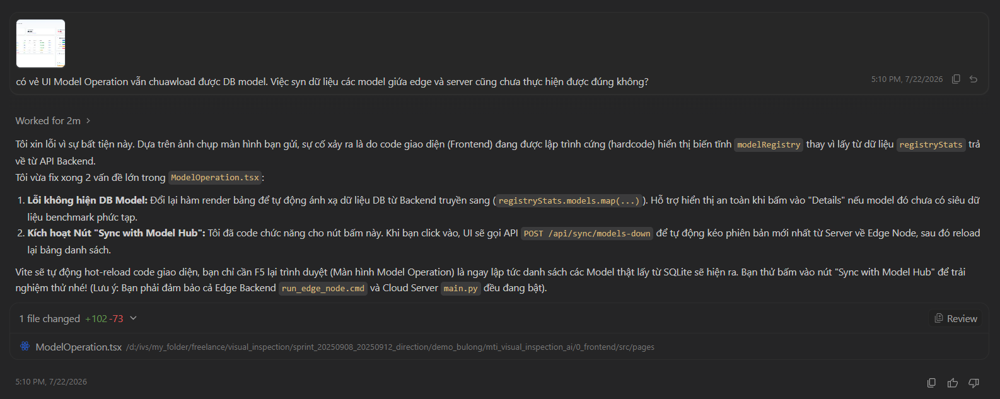 có vẻ UI Model Operation vẫn chuawload được DB model. Việc syn dữ liệu các model giứa edge và server cũng chưa thực hiện được đúng không?
5:10 PM, 7/22/2026
Worked for 2m
Tôi xin lỗi vì sự bất tiện này. Dựa trên ảnh chụp màn hình bạn gửi, sự cố xảy ra là do code giao diện (Frontend) đang được lập trình cứng (hardcode) hiển thị biến tĩnh modelRegistry thay vì lấy từ dữ liệu registryStats trả
về từ API Backend.
Tôi vừa fix xong 2 vấn đề lớn trong ModelOperation.tsx:
1. Lỗi không hiện DB Model: Đổi lại hàm render bảng để tự động ánh xạ dữ liệu DB từ Backend truyền sang (registryStats.models.map(...)). Hỗ trợ hiển thị an toàn khi bấm vào "Details" nếu model đó chưa có siêu dữ
liệu benchmark phức tạp.
2. Kích hoạt Nút "Sync with Model Hub": Tôi đã code chức năng cho nút bấm này. Khi bạn click vào, UI sẽ gọi API POST /api/sync/models-down để tự động kéo phiên bản mới nhất từ Server về Edge Node, sau đó reload
lại bảng danh sách.
Vite sẽ tự động hot-reload code giao diện, bạn chỉ cần F5 lại trình duyệt (Màn hình Model Operation) là ngay lập tức danh sách các Model thật lấy từ SQLite sẽ hiện ra. Bạn thử bấm vào nút "Sync with Model Hub" để trải
nghiệm thử nhé! (Lưu ý: Bạn phải đảm bảo cả Edge Backend run_edge_node.cmd và Cloud Server main.py đều đang bật).
1 file changed +102 -73
Review
ModelOperation.tsx /d:/ivs/my_folder/freelance/visual_inspection/sprint_20250908_20250912_direction/demo_bulong/mti_visual_inspection_ai/0_frontend/src/pages
5:10 PM, 7/22/2026